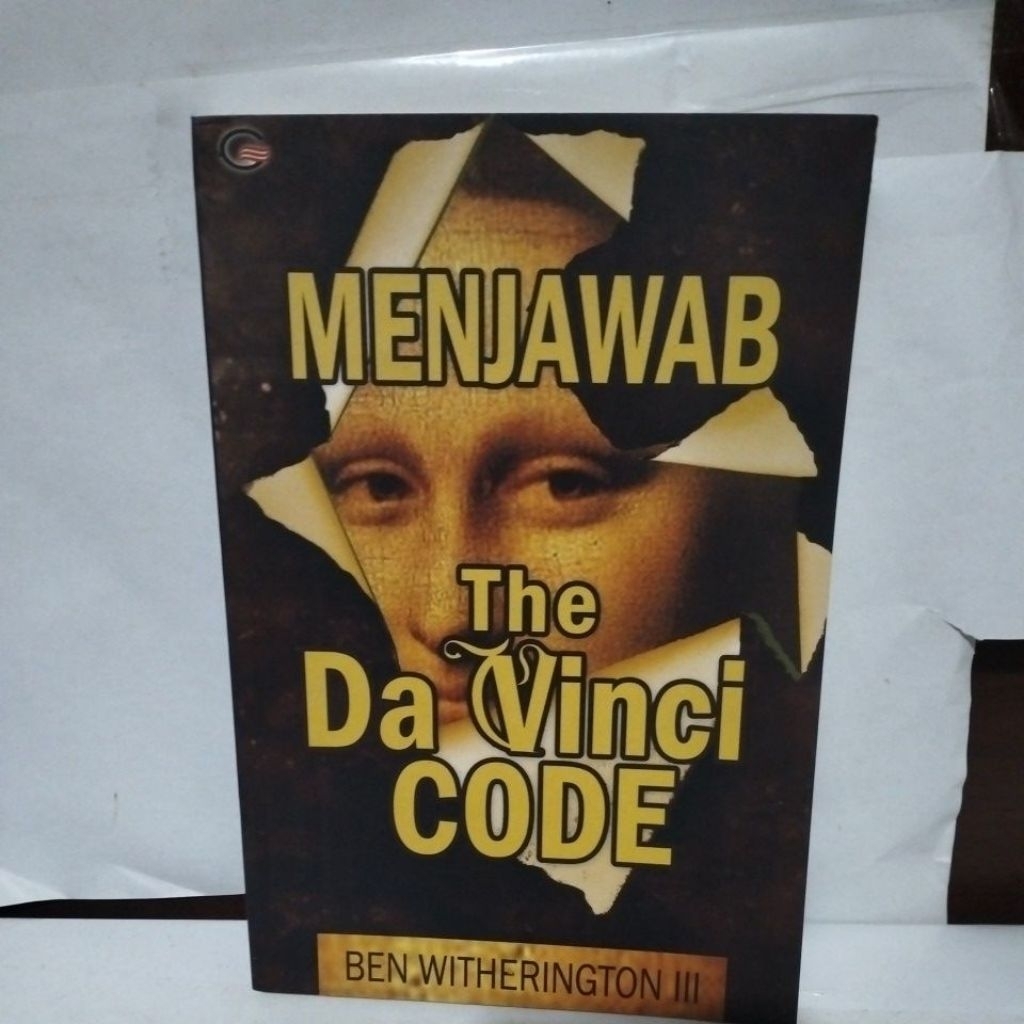 MENJAWAB
The
Da Vinci
CODE
BEN WITHERINGTON III